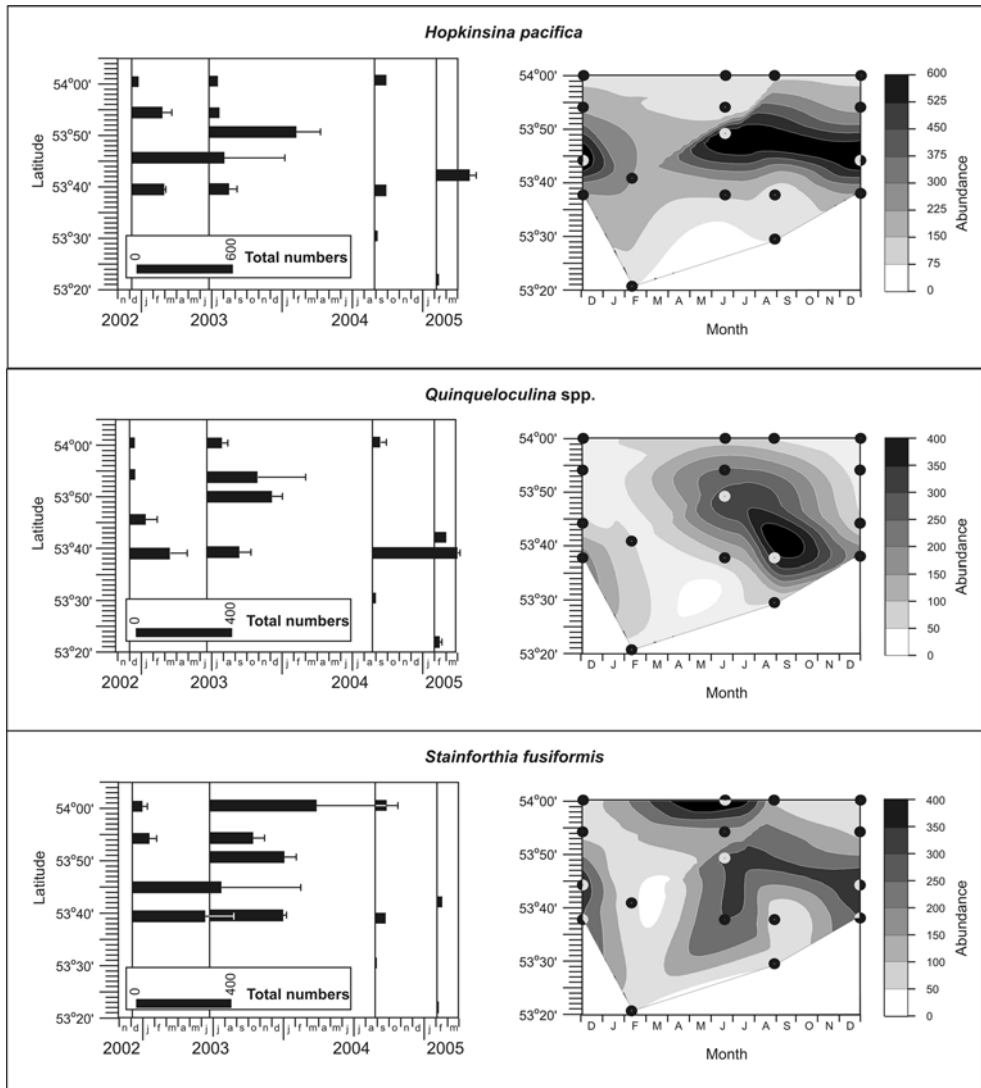 Hopkinsina pacifica
Latitude
54°00'
53°50'
53°40'
53°30'
53°20'
0
600
Total numbers
n d j f m a m j j a s o n d j f m a m j j a s o n d j f m
2002 2003 2004 2005
54°00'
53°50'
53°40'
53°30'
53°20'
D J F M A M J J A S O N D
Month
600
525
450
375
300
225
150
75
0
Abundance
Quinqueloculina spp.
Latitude
54°00'
53°50'
53°40'
53°30'
53°20'
0
400
Total numbers
n d j f m a m j j a s o n d j f m a m j j a s o n d j f m
2002 2003 2004 2005
54°00'
53°50'
53°40'
53°30'
53°20'
D J F M A M J J A S O N D
Month
400
350
300
250
200
150
100
50
0
Abundance
Stainforthia fusiformis
Latitude
54°00'
53°50'
53°40'
53°30'
53°20'
0
400
Total numbers
n d j f m a m j j a s o n d j f m a m j j a s o n d j f m
2002 2003 2004 2005
54°00'
53°50'
53°40'
53°30'
53°20'
D J F M A M J J A S O N D
Month
400
350
300
250
200
150
100
50
0
Abundance